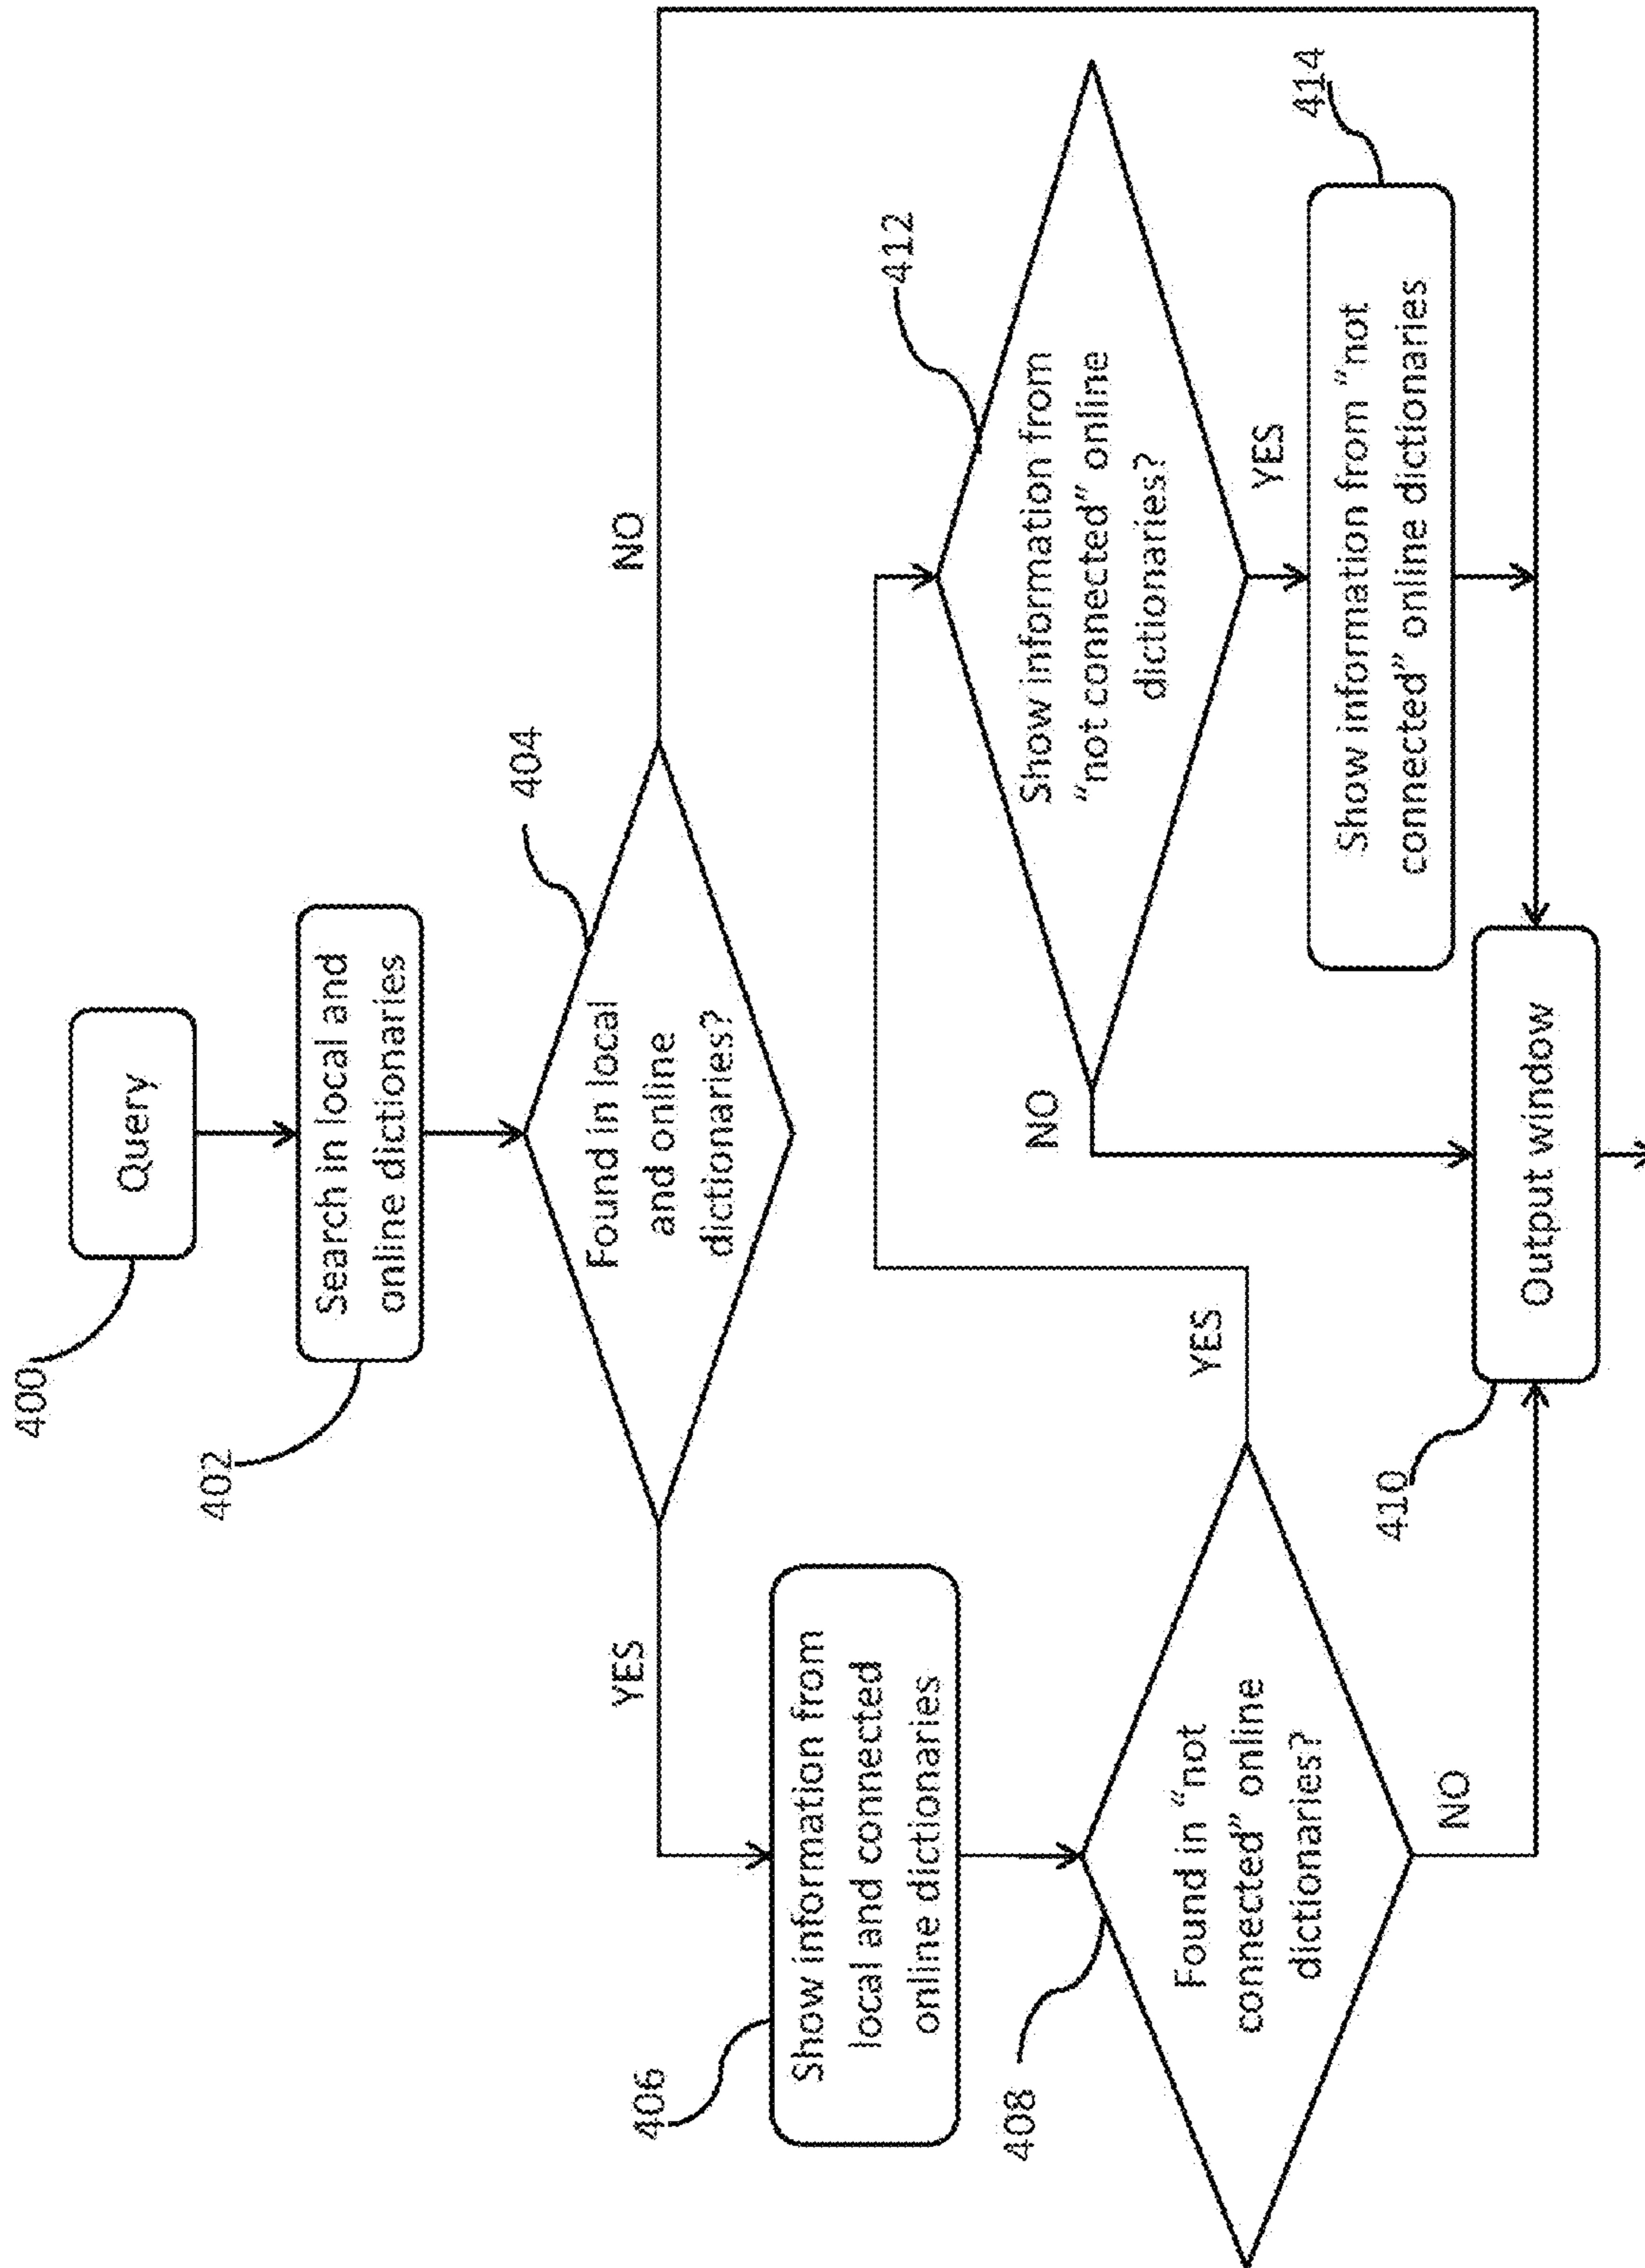 400
Query
402
Search in local and
online dictionaries
404
Found in local
and online
dictionaries?
YES
NO
406
Show information from
local and connected
online dictionaries
408
Found in “not
connected” online
dictionaries?
YES
NO
412
Show information from
“not connected” online
dictionaries?
NO
YES
414
Show information from “not
connected” online dictionaries
410
Output window